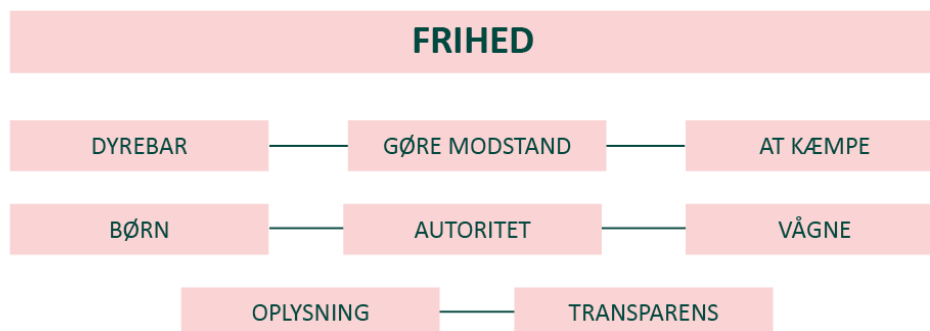 FRIHED
DYREBAR GØRE MODSTAND AT KÆMPE
BØRN AUTORITET VÅGNE
OPLYSNING TRANSPARENS